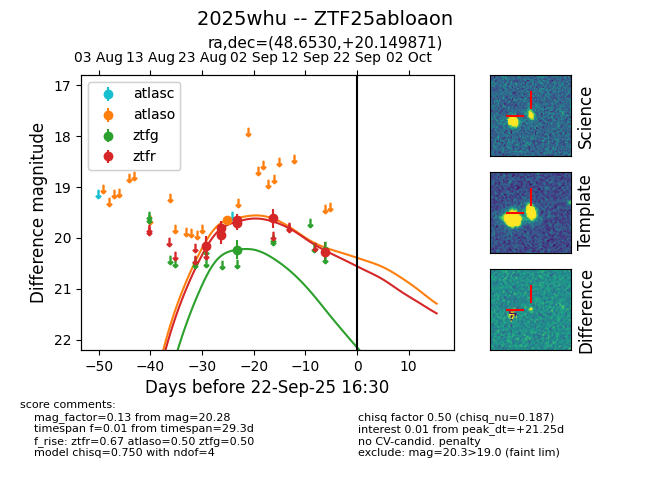 2025whu -- ZTF25abloaon
ra,dec=(48.6530,+20.149871)
03 Aug 13 Aug 23 Aug 02 Sep 12 Sep 22 Sep 02 Oct
17
18
19
20
21
22
Difference magnitude
atlasc
atlaso
ztfg
ztfr
−50 −40 −30 −20 −10 0 10
Days before 22-Sep-25 16:30
Science
Template
Difference
score comments:
mag_factor=0.13 from mag=20.28
timespan f=0.01 from timespan=29.3d
f_rise: ztfr=0.67 atlaso=0.50 ztfg=0.50
model chisq=0.750 with ndof=4
chisq factor 0.50 (chisq_nu=0.187)
interest 0.01 from peak_dt=+21.25d
no CV-candid. penalty
exclude: mag=20.3>19.0 (faint lim)